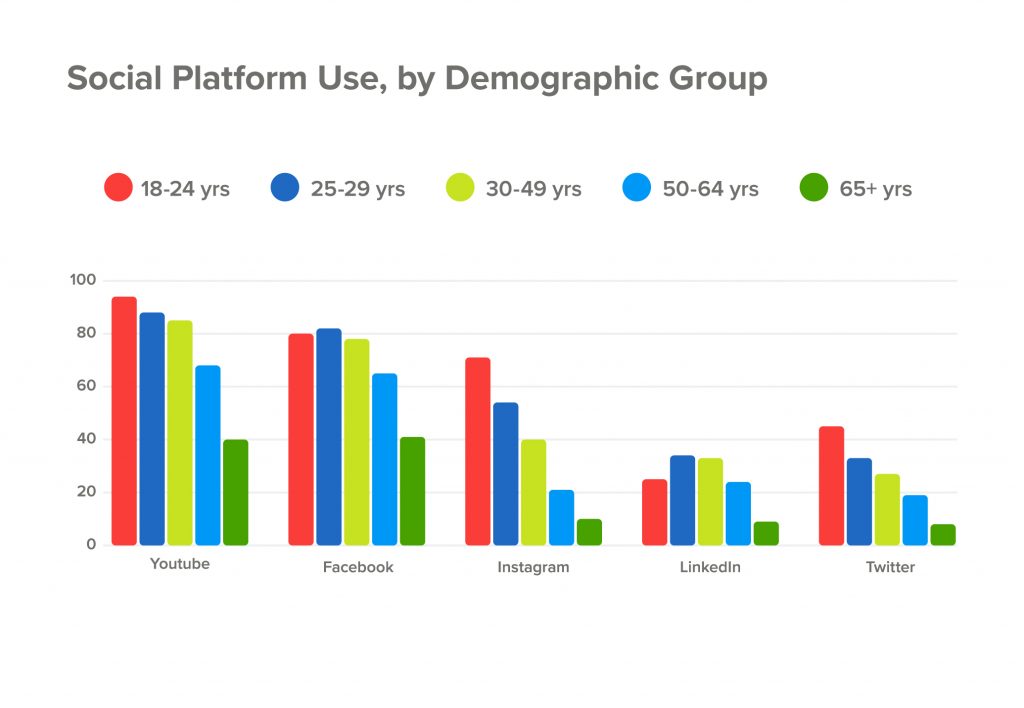 Social Platform Use, by Demographic Group
18-24 yrs 25-29 yrs 30-49 yrs 50-64 yrs 65+ yrs
100
80
60
40
20
0
Youtube Facebook Instagram LinkedIn Twitter